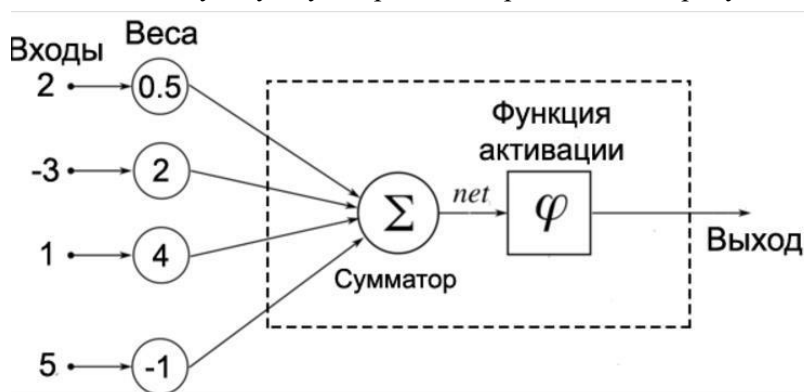 Входы
Веса
2
0.5
-3
2
1
4
5
-1
Σ
Сумматор
net
Функция
активации
φ
Выход